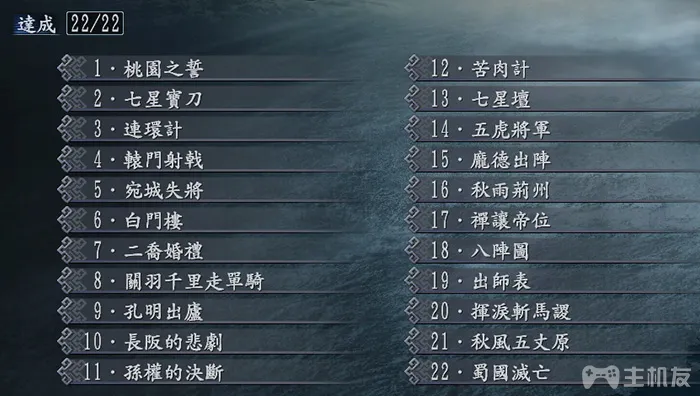 達成 22/22
1・桃園之誓
2・七星寶刀
3・連環計
4・轅門射戟
5・宛城失將
6・白門樓
7・二喬婚禮
8・關羽千里走單騎
9・孔明出廬
10・長阪的悲劇
11・孫權的決斷
12・苦肉計
13・七星壇
14・五虎將軍
15・龐德出陣
16・秋雨荊州
17・禪讓帝位
18・八陣圖
19・出師表
20・揮淚斬馬謖
21・秋風五丈原
22・蜀國滅亡
主机友